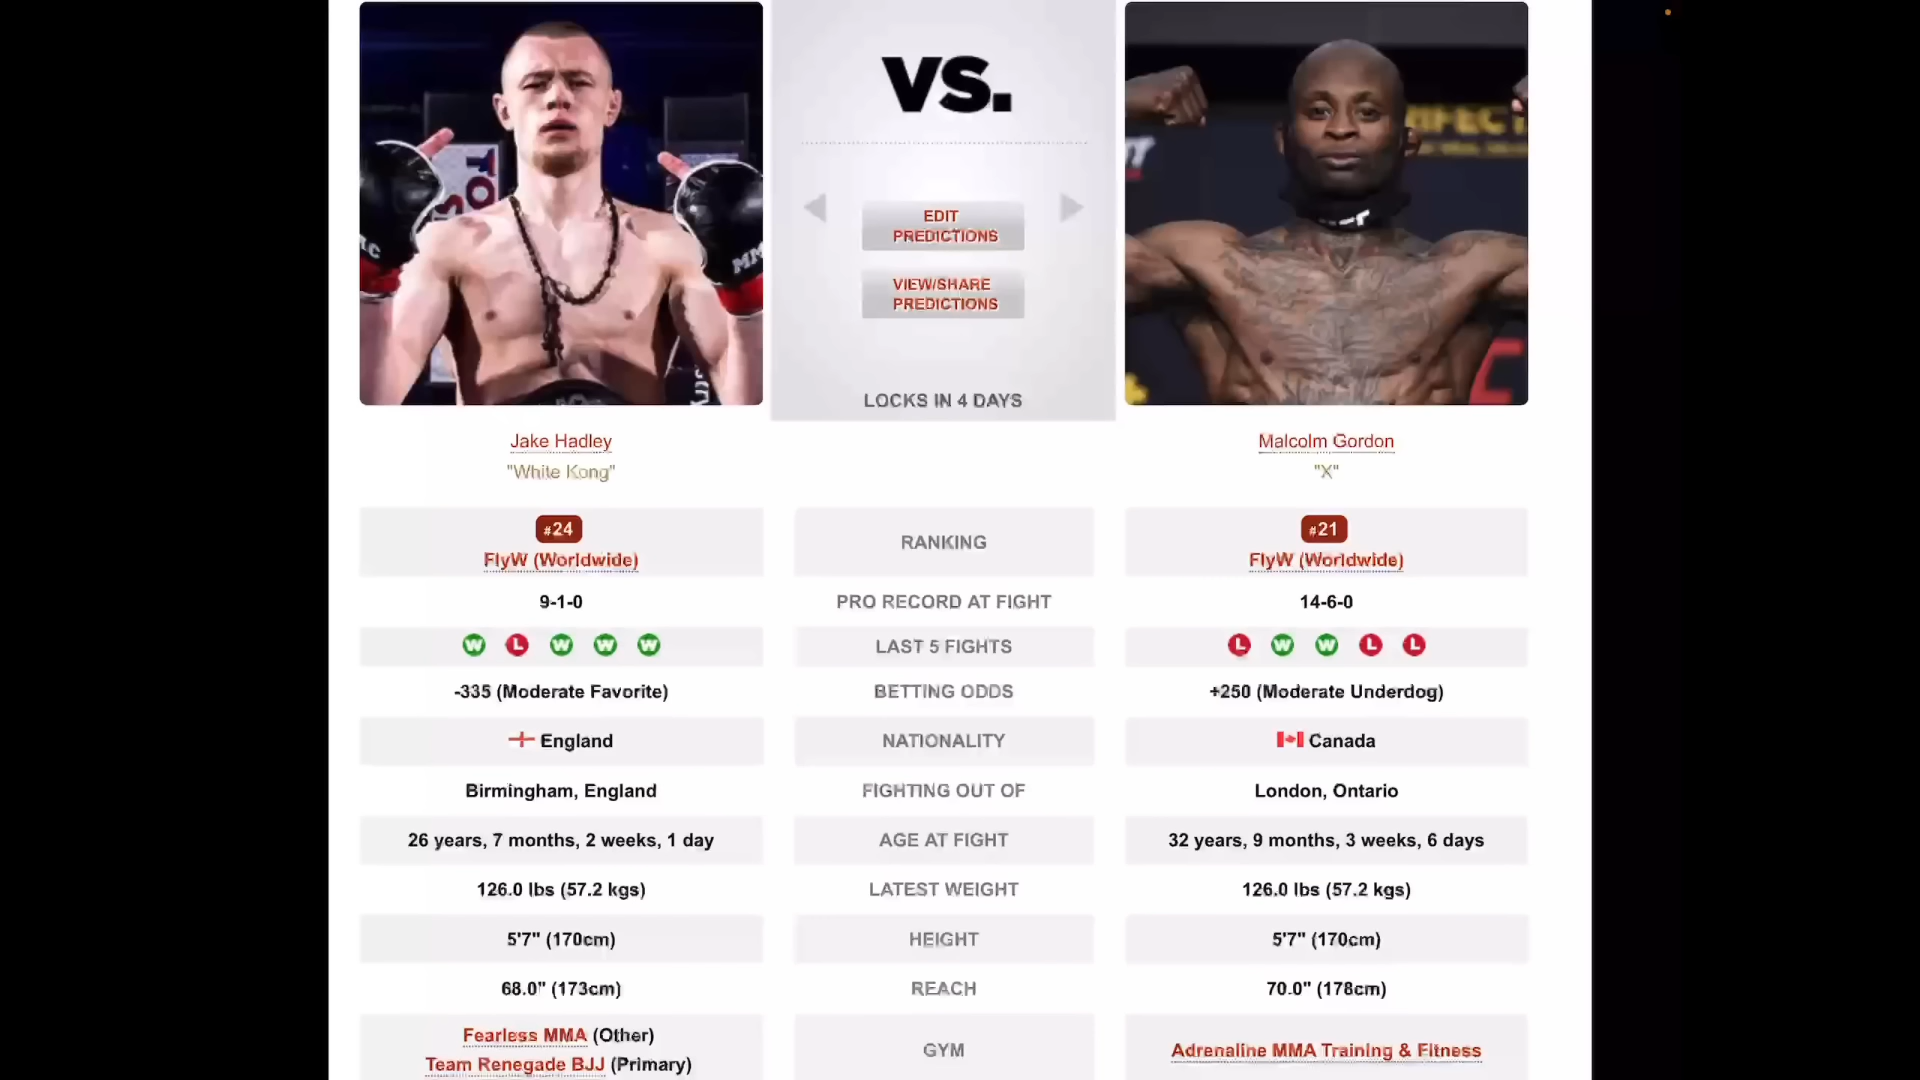 VS.
EDIT
PREDICTIONS
VIEW/SHARE
PREDICTIONS
LOCKS IN 4 DAYS
Jake Hadley
Malcolm Gordon
"White Kong"
"X"
#24
FlyW (Worldwide)
RANKING
#21
FlyW (Worldwide)
9-1-0 PRO RECORD AT FIGHT 14-6-0
W L W W W LAST 5 FIGHTS L W W L L
-335 (Moderate Favorite) BETTING ODDS +250 (Moderate Underdog)
England NATIONALITY Canada
Birmingham, England FIGHTING OUT OF London, Ontario
26 years, 7 months, 2 weeks, 1 day AGE AT FIGHT 32 years, 9 months, 3 weeks, 6 days
126.0 lbs (57.2 kgs) LATEST WEIGHT 126.0 lbs (57.2 kgs)
5'7" (170cm) HEIGHT 5'7" (170cm)
68.0" (173cm) REACH 70.0" (178cm)
Fearless MMA (Other)
Team Renegade BJJ (Primary)
GYM
Adrenaline MMA Training & Fitness